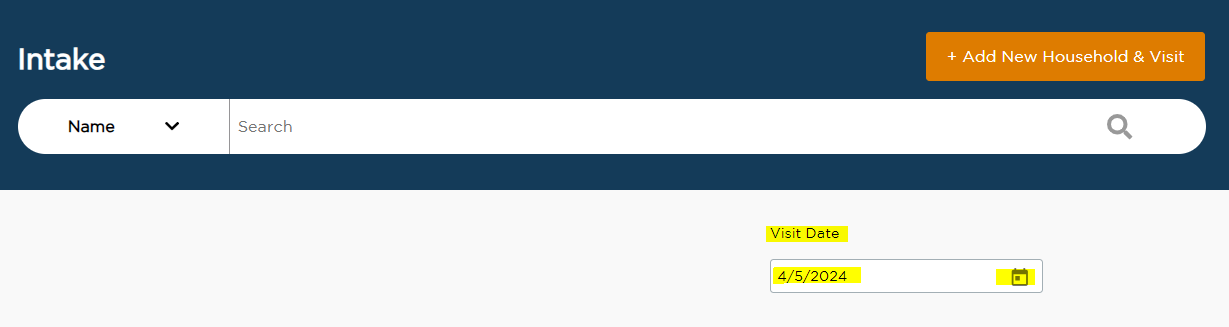 Intake
+ Add New Household & Visit
Name
Search
Visit Date
4/5/2024